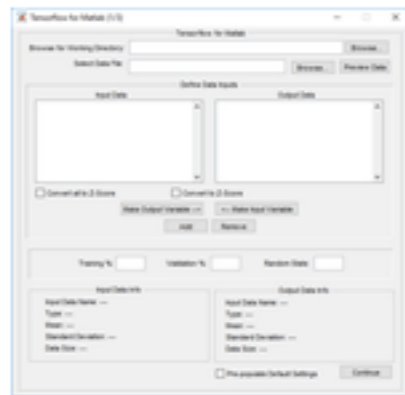 Tensorflow for Matlab (1/3)
Tensorflow for Matlab
Browse for Working Directory
Browse...
Select Data File
Browse...
Preview Data
Define Data Inputs
Input Data
Output Data
Convert all to Z-Score
Convert to Z-Score
Make Output Variable ->
<- Make Input Variable
Add
Remove
Training %
Validation %
Random State
Input Data Info
Output Data Info
Input Data Name: ---
Input Data Name: ---
Type: ---
Type: ---
Mean: ---
Mean: ---
Standard Deviation: ---
Standard Deviation: ---
Data Size: ---
Data Size: ---
Pre-populate Default Settings
Continue